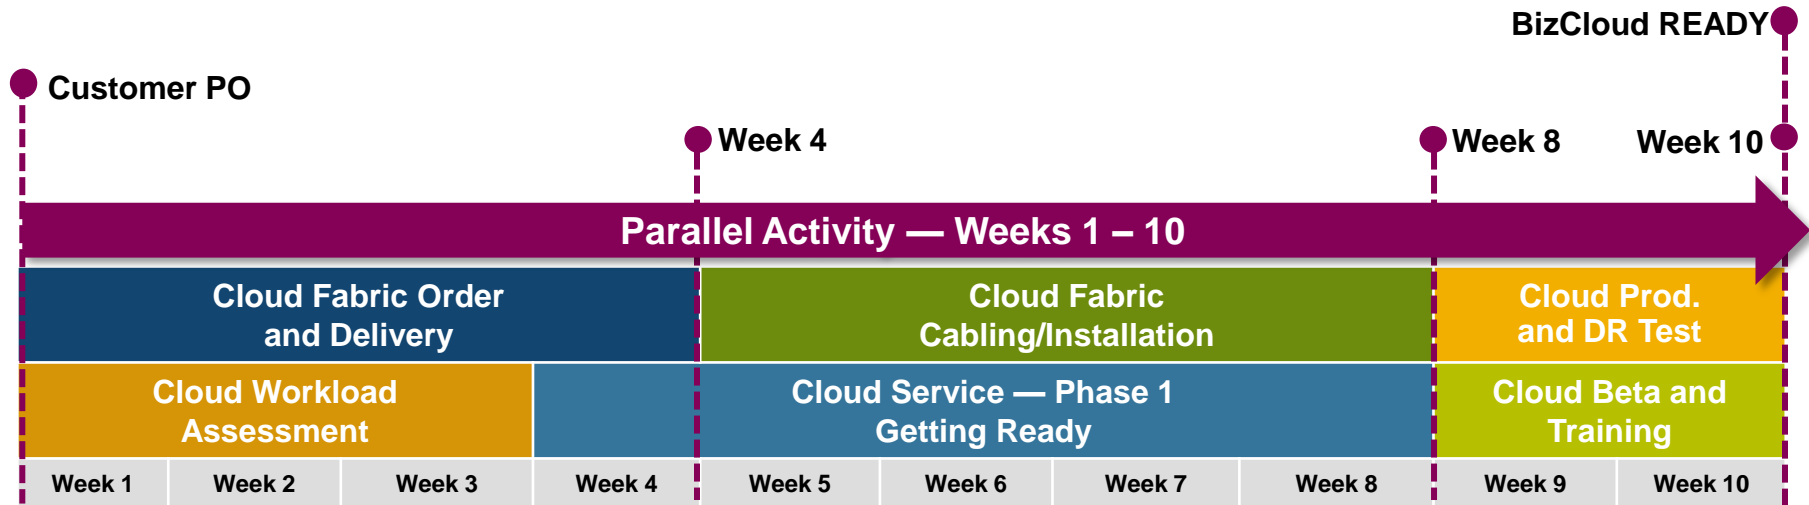 BizCloud READY
Customer PO
Week 4
Week 8
Week 10
Parallel Activity — Weeks 1 – 10
Cloud Fabric Order
and Delivery
Cloud Fabric
Cabling/Installation
Cloud Prod.
and DR Test
Cloud Workload
Assessment
Cloud Service — Phase 1
Getting Ready
Cloud Beta and
Training
Week 1
Week 2
Week 3
Week 4
Week 5
Week 6
Week 7
Week 8
Week 9
Week 10